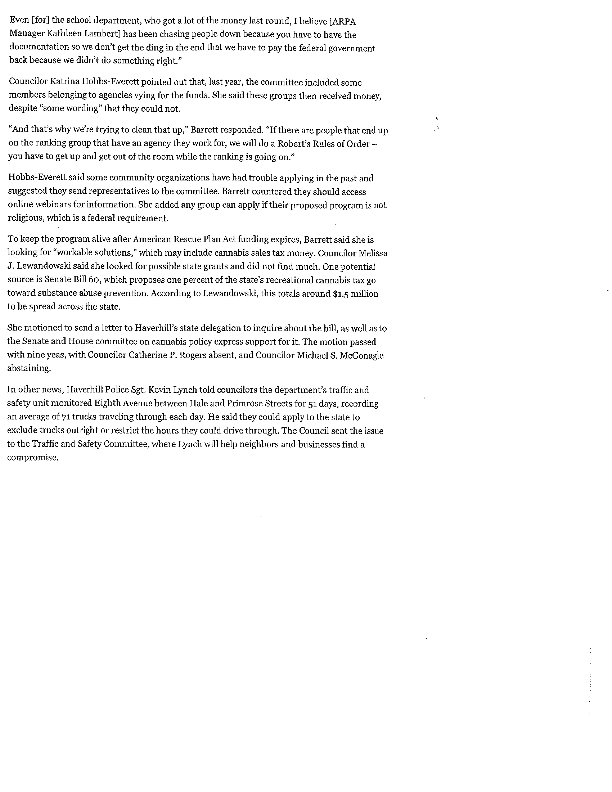 Even [for] the school department, who got a lot of the money last round, I believe [ARPA
Manager Kathleen Lambert] has been chasing people down because you have to have the
documentation so we don't get the ding in the end that we have to pay the federal government
back because we didn't do something right."
Councilor Katrina Hobbs-Everett pointed out that, last year, the committee included some
members belonging to agencies vying for the funds. She said these groups then received money,
despite "some wording" that they could not.
"And that's why we're trying to clean that up," Barrett responded. "If there are people that end up
on the ranking group that have an agency they work for, we will do a Robert's Rules of Order –
you have to get up and get out of the room while the ranking is going on."
Hobbs-Everett said some community organizations have had trouble applying in the past and
suggested they send representatives to the committee. Barrett countered they should access
online webinars for information. She added any group can apply if their proposed program is not
religious, which is a federal requirement.
To keep the program alive after American Rescue Plan Act funding expires, Barrett said she is
looking for "workable solutions," which may include cannabis sales tax money. Councilor Melissa
J. Lewandowski said she looked for possible state grants and did not find much. One potential
source is Senate Bill 60, which proposes one percent of the state's recreational cannabis tax go
toward substance abuse prevention. According to Lewandowski, this totals around $1.5 million
to be spread across the state.
She motioned to send a letter to Haverhill's state delegation to inquire about the bill, as well as to
the Senate and House committee on cannabis policy express support for it. The motion passed
with nine yeas, with Councilor Catherine P. Rogers absent, and Councilor Michael S. McGonagle
abstaining.
In other news, Haverhill Police Sgt. Kevin Lynch told councilors the department's traffic and
safety unit monitored Eighth Avenue between Hale and Primrose Streets for 51 days, recording
an average of 71 trucks traveling through each day. He said they could apply to the state to
exclude trucks outright or restrict the hours they could drive through. The Council sent the issue
to the Traffic and Safety Committee, where Lynch will help neighbors and businesses find a
compromise.